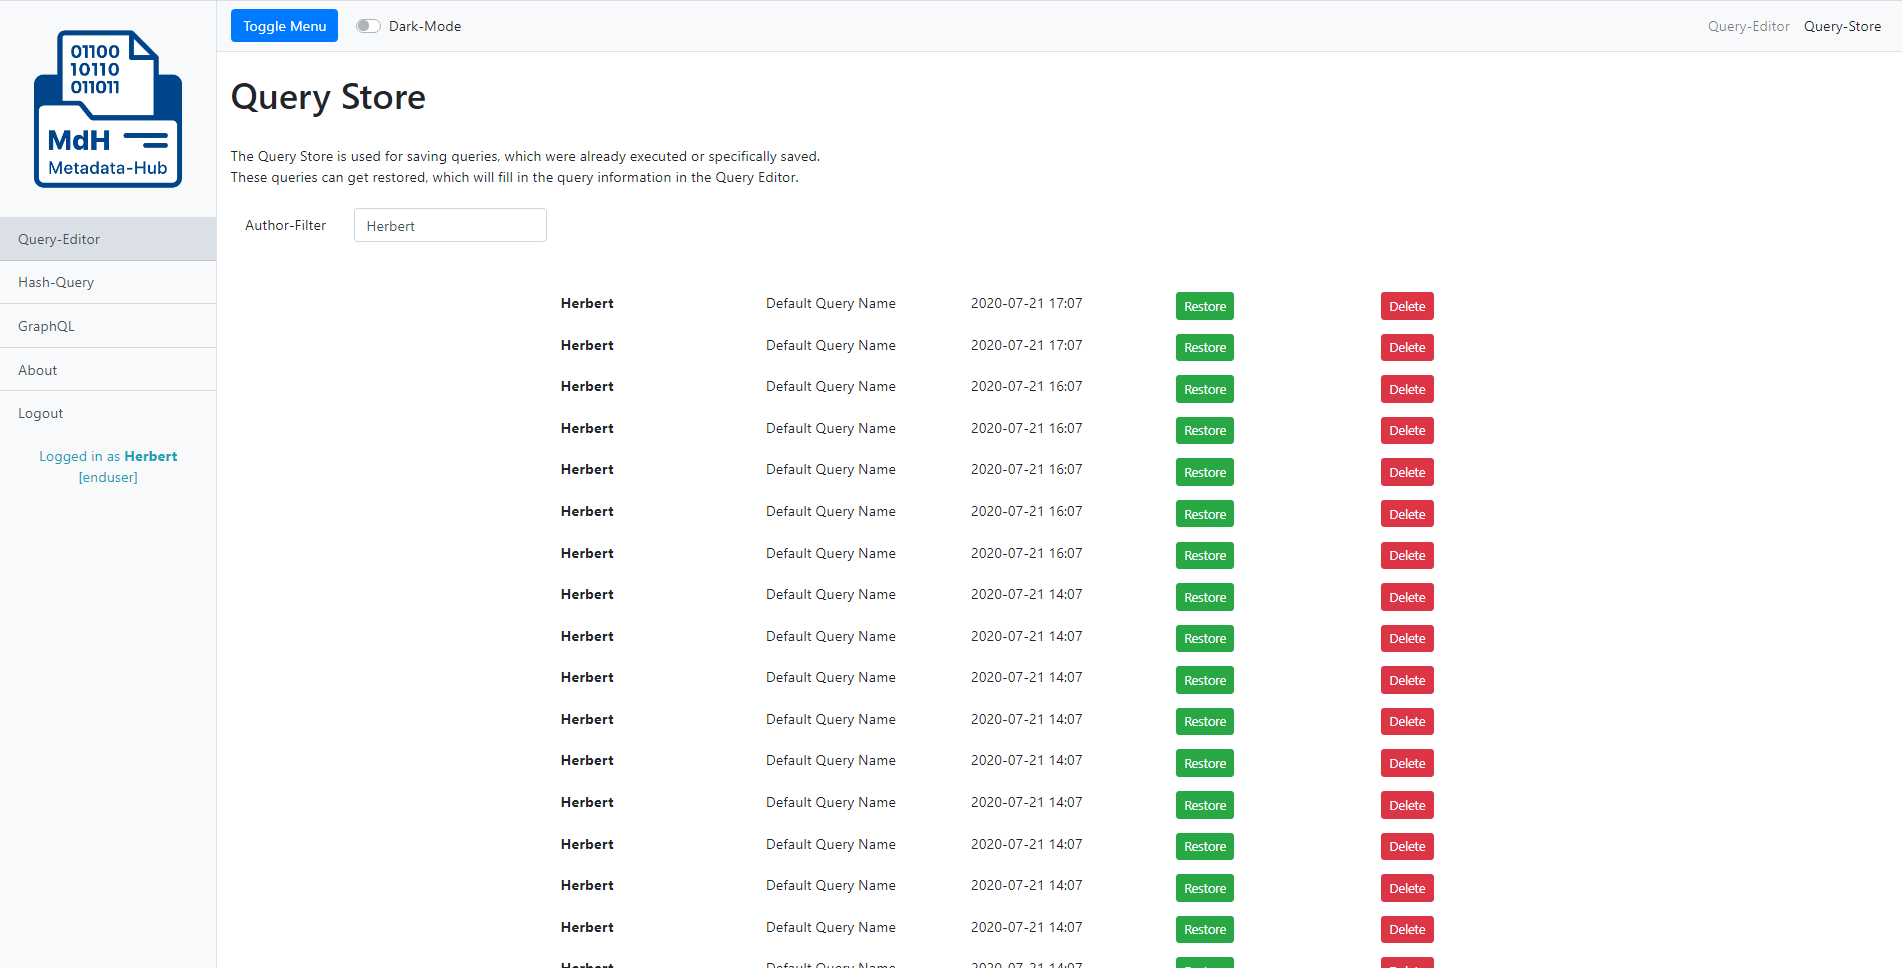 01100
10110
011011
MdH
Metadata-Hub
Query-Editor
Hash-Query
GraphQL
About
Logout
Logged in as Herbert
[enduser]
Toggle Menu Dark-Mode Query-Editor Query-Store
Query Store
The Query Store is used for saving queries, which were already executed or specifically saved.
These queries can get restored, which will fill in the query information in the Query Editor.
Author-Filter Herbert
Herbert Default Query Name 2020-07-21 17:07 Restore Delete
Herbert Default Query Name 2020-07-21 17:07 Restore Delete
Herbert Default Query Name 2020-07-21 16:07 Restore Delete
Herbert Default Query Name 2020-07-21 16:07 Restore Delete
Herbert Default Query Name 2020-07-21 16:07 Restore Delete
Herbert Default Query Name 2020-07-21 16:07 Restore Delete
Herbert Default Query Name 2020-07-21 16:07 Restore Delete
Herbert Default Query Name 2020-07-21 14:07 Restore Delete
Herbert Default Query Name 2020-07-21 14:07 Restore Delete
Herbert Default Query Name 2020-07-21 14:07 Restore Delete
Herbert Default Query Name 2020-07-21 14:07 Restore Delete
Herbert Default Query Name 2020-07-21 14:07 Restore Delete
Herbert Default Query Name 2020-07-21 14:07 Restore Delete
Herbert Default Query Name 2020-07-21 14:07 Restore Delete
Herbert Default Query Name 2020-07-21 14:07 Restore Delete
Herbert Default Query Name 2020-07-21 14:07 Restore Delete
Herbert Default Query Name 2020-07-21 14:07